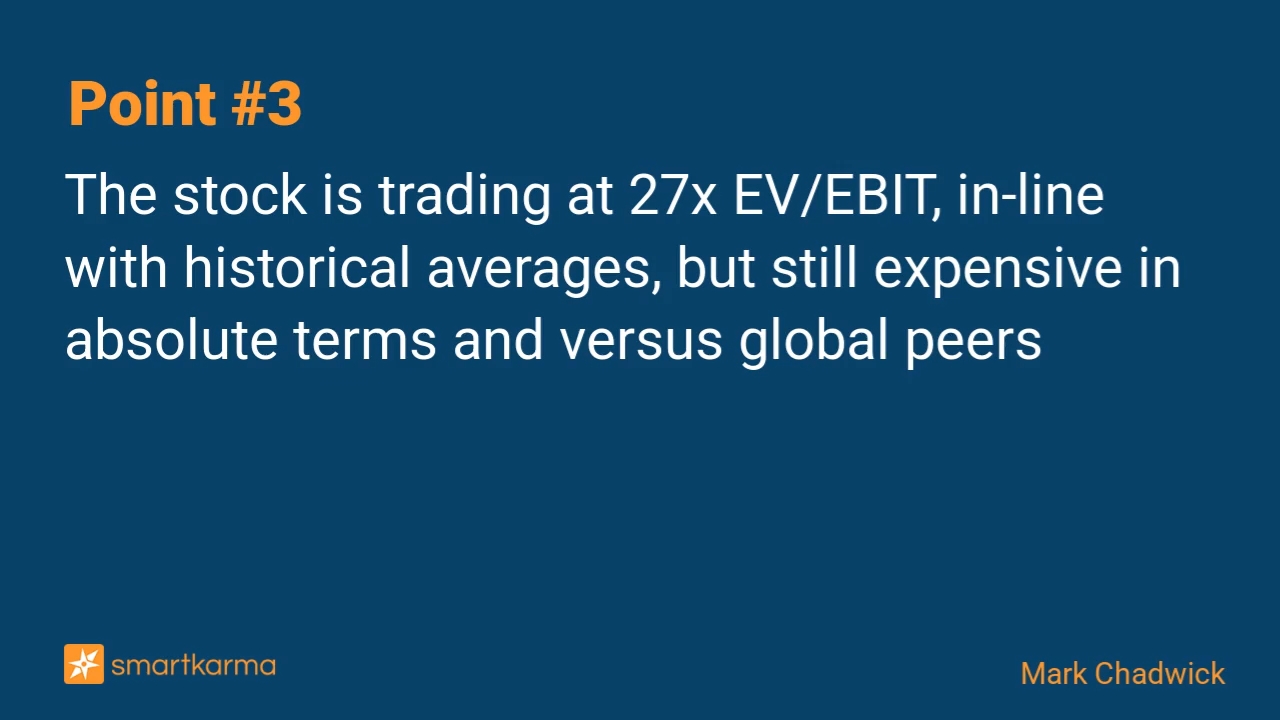 Point #3
The stock is trading at 27x EV/EBIT, in-line
with historical averages, but still expensive in
absolute terms and versus global peers
smartkarma
Mark Chadwick